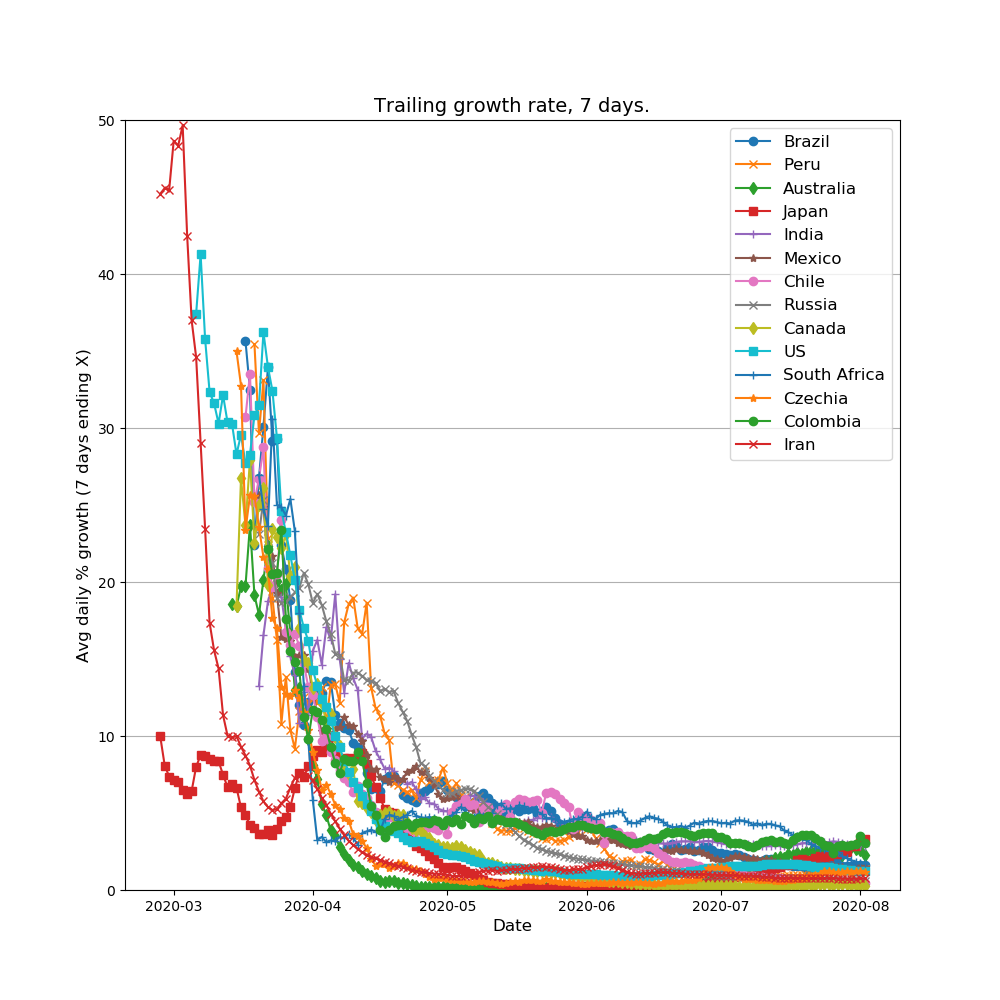 Trailing growth rate, 7 days.
50
40
30
20
10
0
Avg daily % growth (7 days ending X)
Brazil
Peru
Australia
Japan
India
Mexico
Chile
Russia
Canada
US
South Africa
Czechia
Colombia
Iran
2020-03
2020-04
2020-05
2020-06
2020-07
2020-08
Date